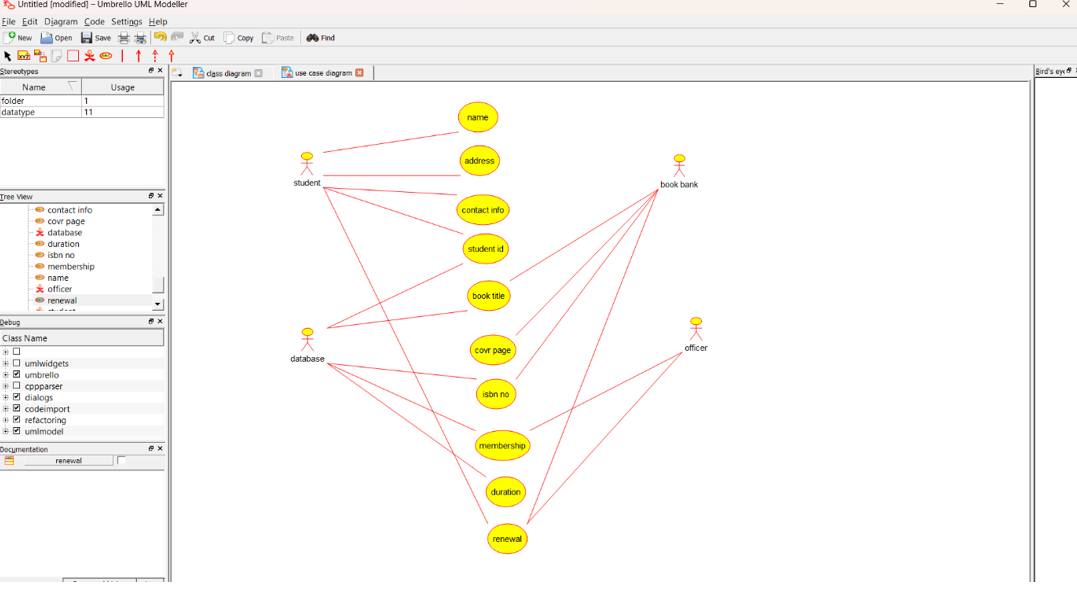 Untitled [modified] – Umbrello UML Modeller
File Edit Diagram Code Settings Help
New Open Save Cut Copy Paste Find
Stereotypes
Name Usage
folder 1
datatype 11
Tree View
contact info
covr page
database
duration
isbn no
membership
name
officer
renewal
Debug
Class Name
umlwidgets
umbrello
cppparser
dialogs
codeimport
refactoring
umlmodel
Documentation
renewal
class diagram
use case diagram
Bird's eye
name
address
student
book bank
contact info
student id
book title
database
covr page
officer
isbn no
membership
duration
renewal